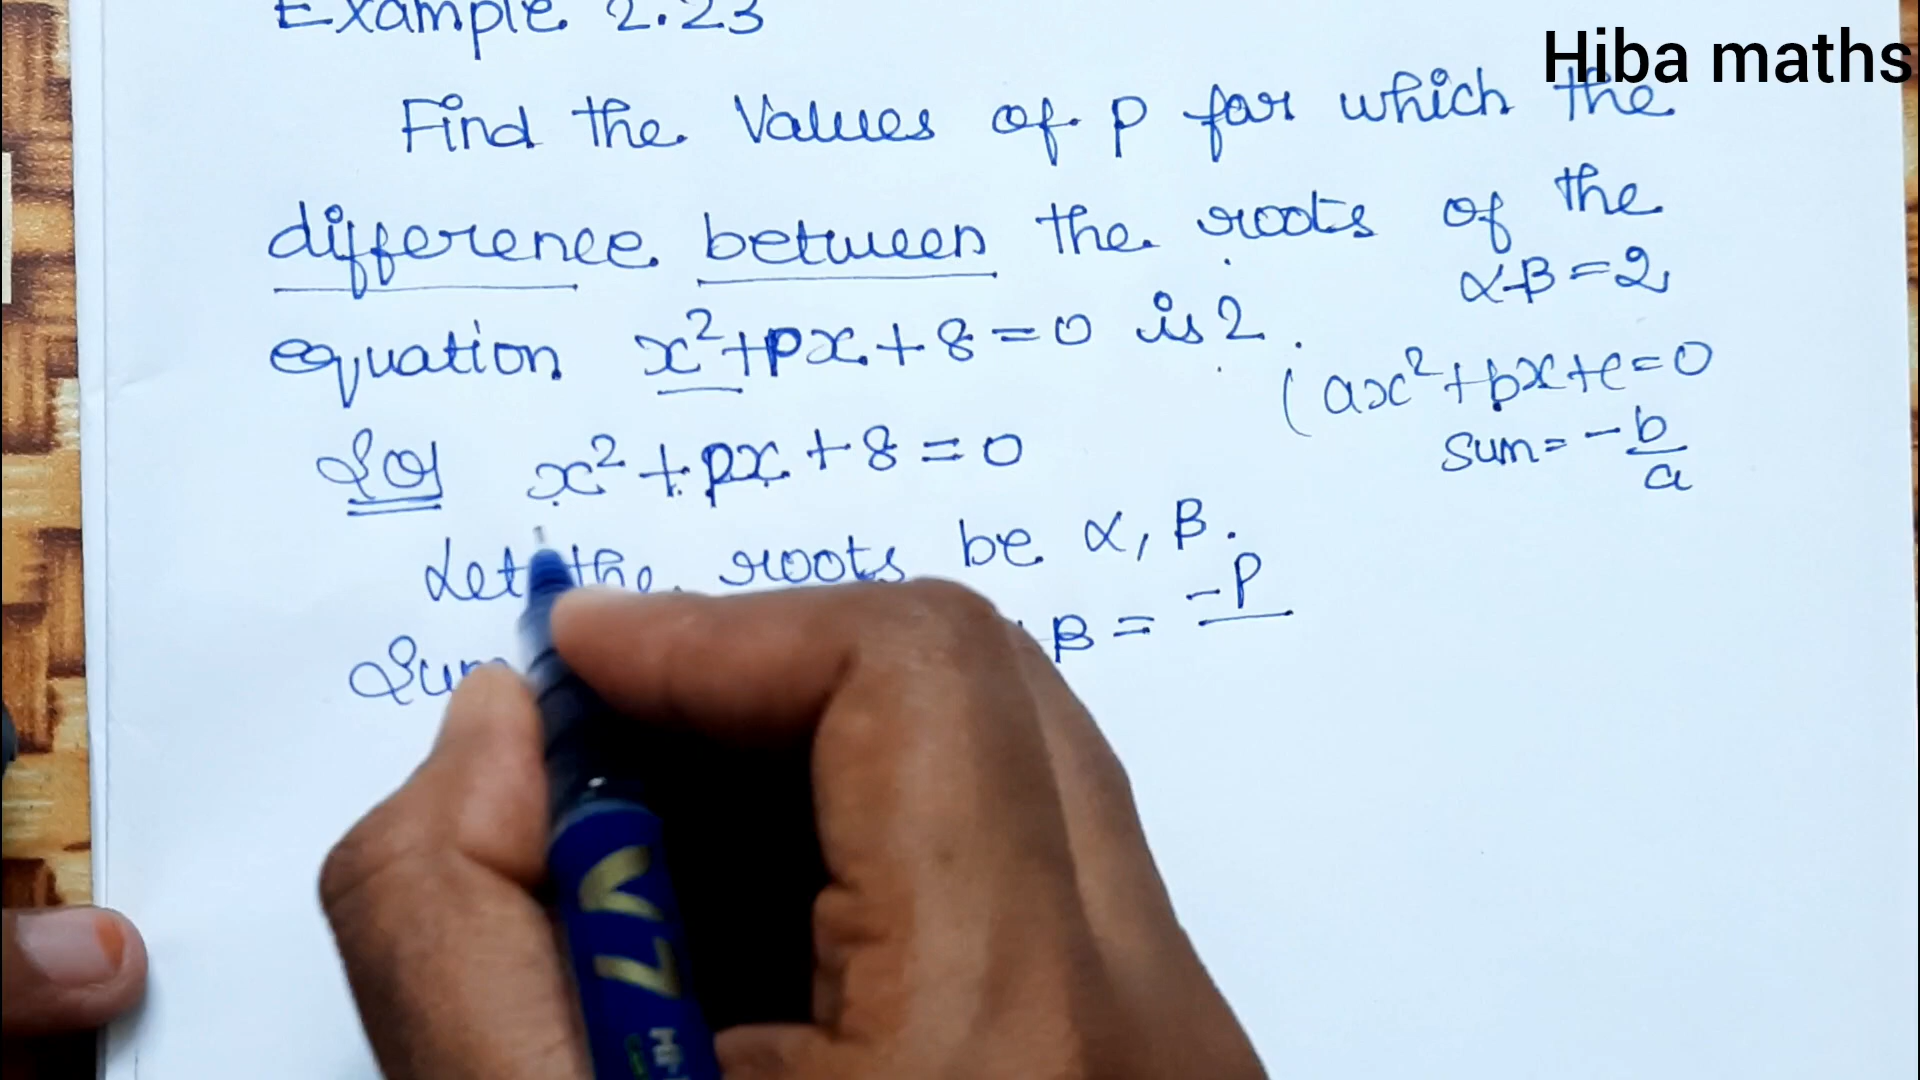 Example 2.23
Hiba maths
Find the Values of P for which the
difference between the roots of the
α-β=2
equation x²+Px+8=0 is 2.
(ax²+bx+c=0
Sum=-b/a
Sol x²+px+8=0
Let the roots be α, β.
Sum β = -P
V7